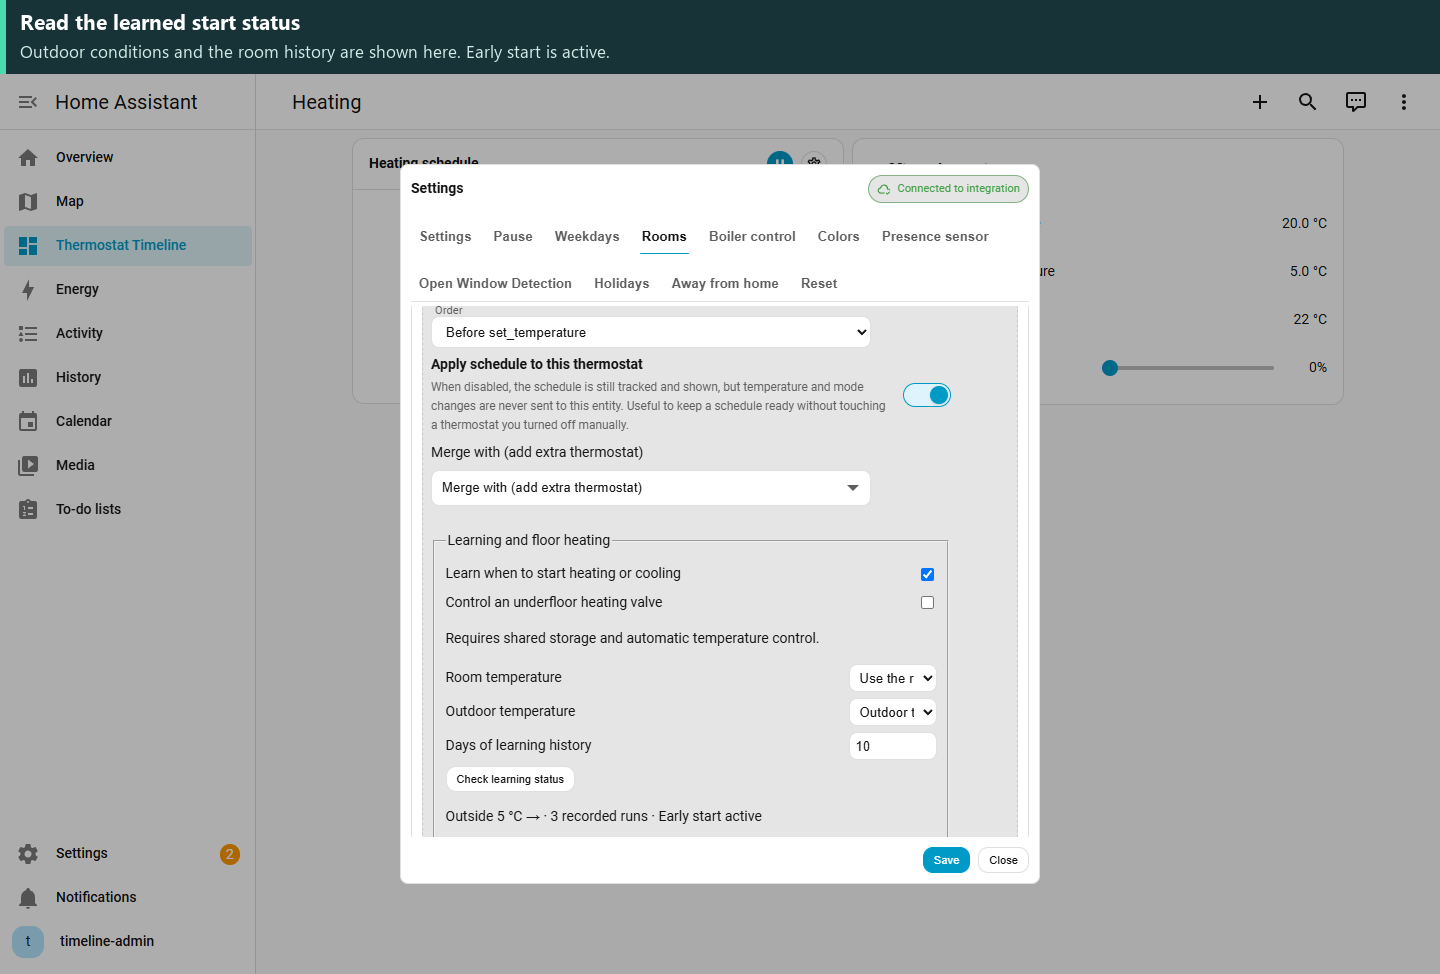 Read the learned start status
Outdoor conditions and the room history are shown here. Early start is active.
Home Assistant
Heating
Overview
Map
Thermostat Timeline
Energy
Activity
History
Calendar
Media
To-do lists
Settings
2
Notifications
t
timeline-admin
Heating schedule
20.0 °C
ure
5.0 °C
22 °C
0%
Settings
Connected to integration
Settings
Pause
Weekdays
Rooms
Boiler control
Colors
Presence sensor
Open Window Detection
Holidays
Away from home
Reset
Order
Before set_temperature
Apply schedule to this thermostat
When disabled, the schedule is still tracked and shown, but temperature and mode
changes are never sent to this entity. Useful to keep a schedule ready without touching
a thermostat you turned off manually.
Merge with (add extra thermostat)
Merge with (add extra thermostat)
Learning and floor heating
Learn when to start heating or cooling
Control an underfloor heating valve
Requires shared storage and automatic temperature control.
Room temperature
Use the r
Outdoor temperature
Outdoor t
Days of learning history
10
Check learning status
Outside 5 °C → · 3 recorded runs · Early start active
Save
Close